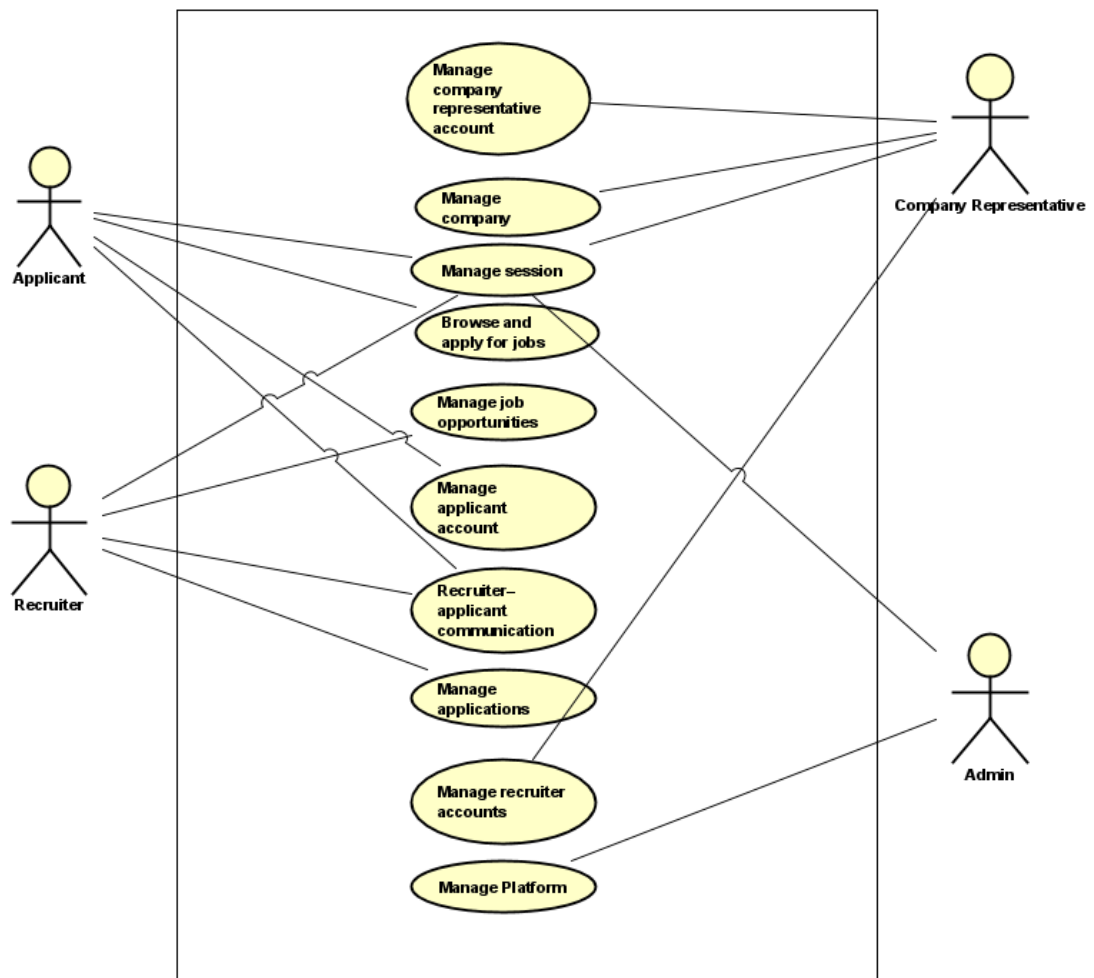 Manage
company
representative
account
Company Representative
Applicant
Manage
company
Manage session
Browse and
apply for jobs
Manage job
opportunities
Manage
applicant
account
Recruiter
Recruiter–
applicant
communication
Manage
applications
Admin
Manage recruiter
accounts
Manage Platform